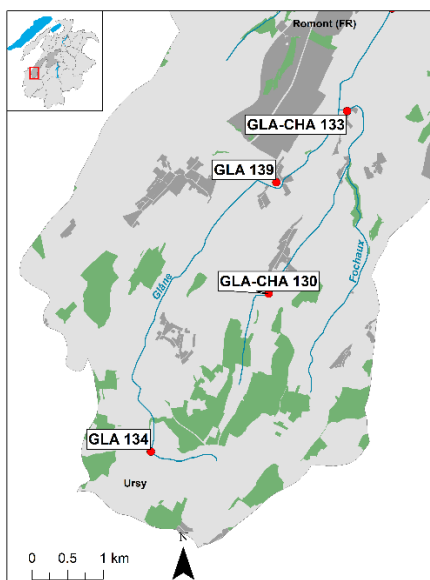 Romont (FR)
GLA-CHA 133
GLA 139
Glâne
Fochaux
GLA-CHA 130
GLA 134
Ursy
N
0 0.5 1 km